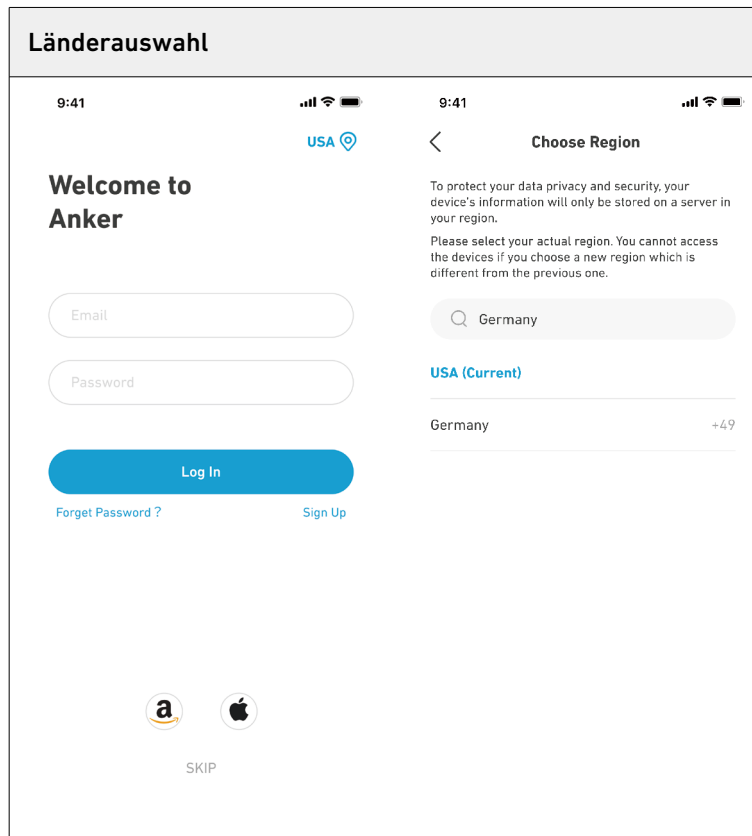 Länderauswahl
9:41
USA
Welcome to
Anker
Email
Password
Log In
Forget Password ?
Sign Up
a
SKIP
9:41
Choose Region
To protect your data privacy and security, your
device's information will only be stored on a server in
your region.
Please select your actual region. You cannot access
the devices if you choose a new region which is
different from the previous one.
Germany
USA (Current)
Germany
+49